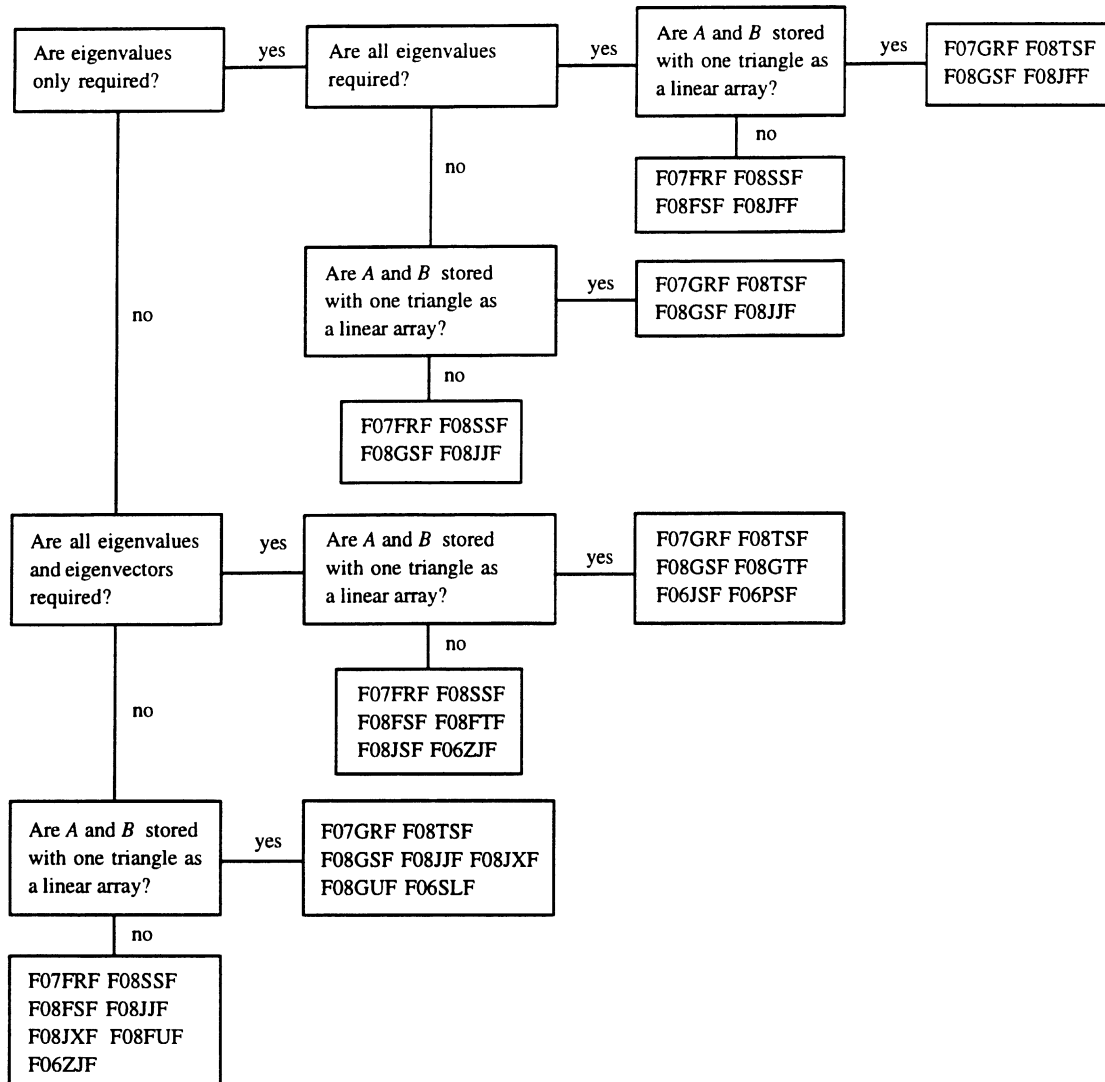 Are eigenvalues
only required?
yes
Are all eigenvalues
required?
yes
Are A and B stored
with one triangle as
a linear array?
yes
F07GRF F08TSF
F08GSF F08JFF
no
F07FRF F08SSF
F08FSF F08JFF
no
Are A and B stored
with one triangle as
a linear array?
yes
F07GRF F08TSF
F08GSF F08JJF
no
F07FRF F08SSF
F08GSF F08JJF
no
Are all eigenvalues
and eigenvectors
required?
yes
Are A and B stored
with one triangle as
a linear array?
yes
F07GRF F08TSF
F08GSF F08GTF
F06JSF F06PSF
no
F07FRF F08SSF
F08FSF F08FTF
F08JSF F06ZJF
no
Are A and B stored
with one triangle as
a linear array?
yes
F07GRF F08TSF
F08GSF F08JJF F08JXF
F08GUF F06SLF
no
F07FRF F08SSF
F08FSF F08JJF
F08JXF F08FUF
F06ZJF